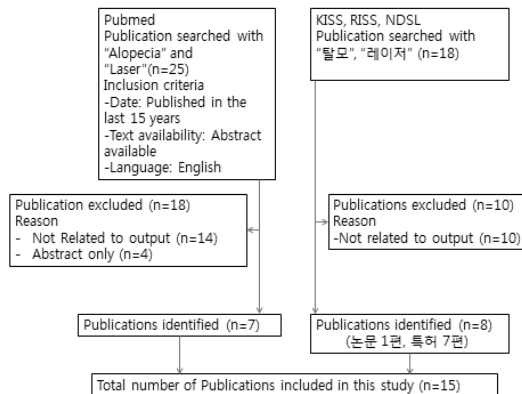 Pubmed
Publication searched with
"Alopecia" and
"Laser"(n=25)
Inclusion criteria
-Date: Published in the
last 15 years
-Text availability: Abstract
available
-Language: English
KISS, RISS, NDSL
Publication searched with
"탈모", "레이저" (n=18)
Publication excluded (n=18)
Reason
- Not Related to output (n=14)
- Abstract only (n=4)
Publications excluded (n=10)
Reason
-Not related to output (n=10)
Publications identified (n=7)
Publications identified (n=8)
(논문 1편, 특허 7편)
Total number of Publications included in this study (n=15)